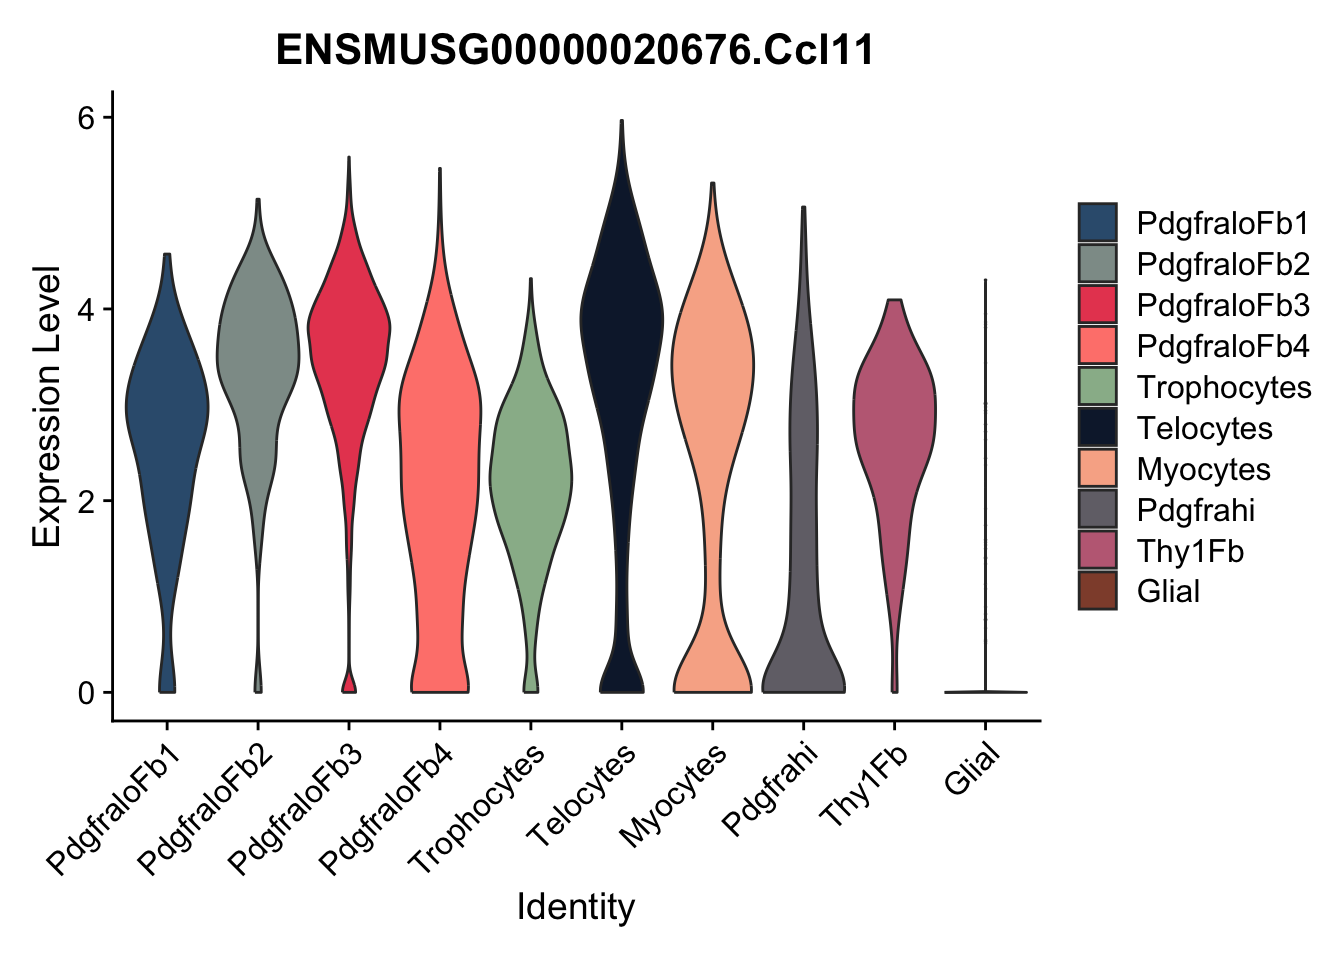 ENSMUSG00000020676.Ccl11
Expression Level
6
4
2
0
PdgfraloFb1
PdgfraloFb2
PdgfraloFb3
PdgfraloFb4
Trophocytes
Telocytes
Myocytes
Pdgfrahi
Thy1Fb
Glial
Identity
PdgfraloFb1
PdgfraloFb2
PdgfraloFb3
PdgfraloFb4
Trophocytes
Telocytes
Myocytes
Pdgfrahi
Thy1Fb
Glial